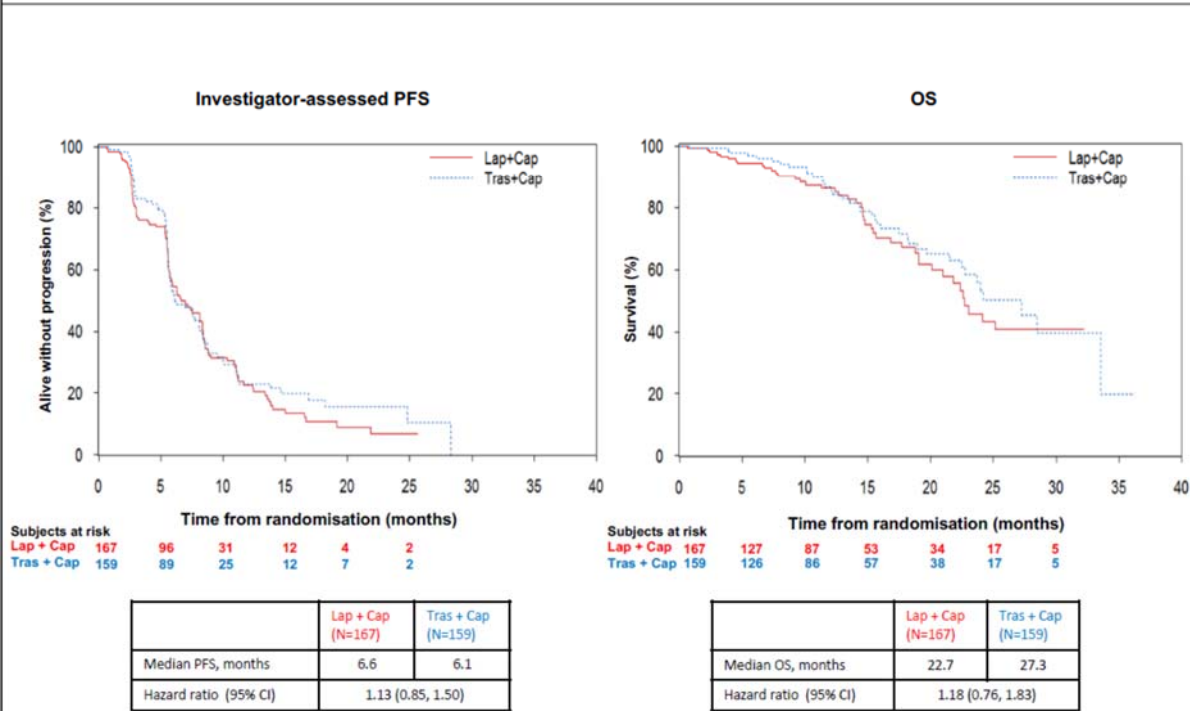 Investigator-assessed PFS
100
80
60
40
20
0
Alive without progression (%)
Lap+Cap
Tras+Cap
0 5 10 15 20 25 30 35 40
Time from randomisation (months)
Subjects at risk
Lap + Cap 167 96 31 12 4 2
Tras + Cap 159 89 25 12 7 2
Lap + Cap (N=167) Tras + Cap (N=159)
Median PFS, months 6.6 6.1
Hazard ratio (95% CI) 1.13 (0.85, 1.50)
OS
100
80
60
40
20
0
Survival (%)
Lap+Cap
Tras+Cap
0 5 10 15 20 25 30 35 40
Time from randomisation (months)
Subjects at risk
Lap + Cap 167 127 87 53 34 17 5
Tras + Cap 159 126 86 57 38 17 5
Lap + Cap (N=167) Tras + Cap (N=159)
Median OS, months 22.7 27.3
Hazard ratio (95% CI) 1.18 (0.76, 1.83)